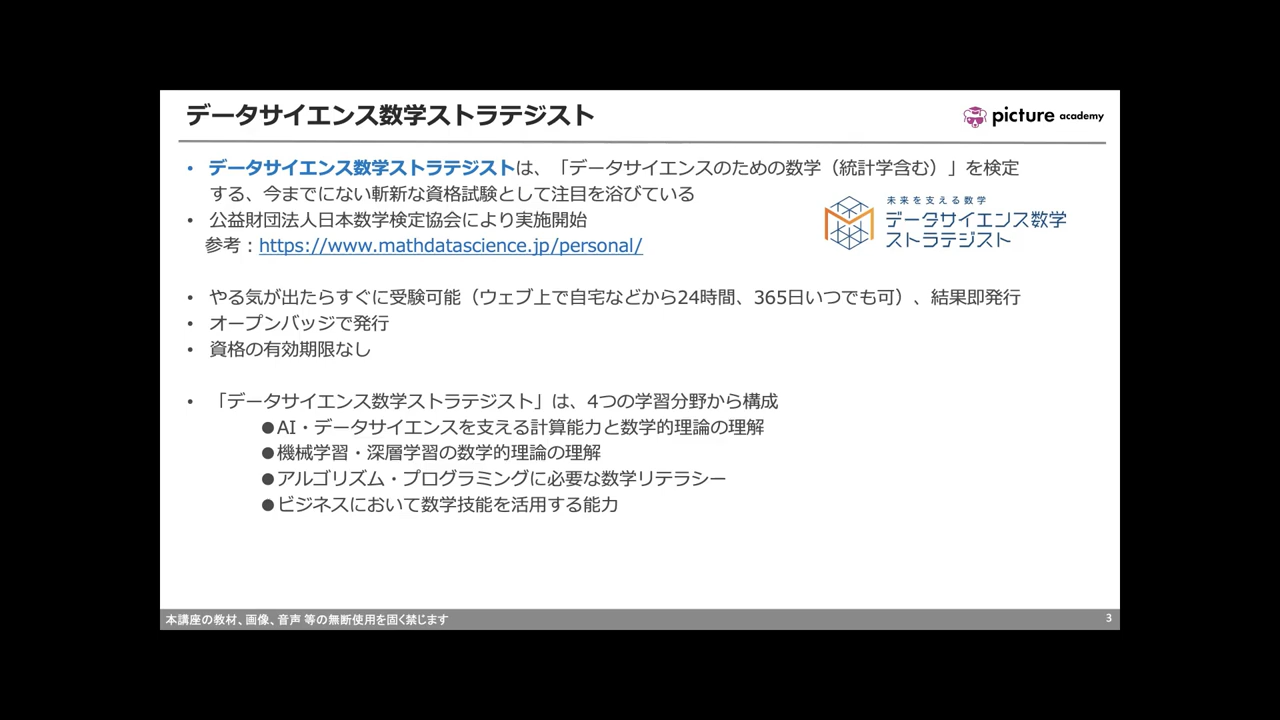 データサイエンス数学ストラテジスト
picture academy
• データサイエンス数学ストラテジストは、「データサイエンスのための数学（統計学含む）」を検定
する、今までにない斬新な資格試験として注目を浴びている
• 公益財団法人日本数学検定協会により実施開始
参考：https://www.mathdatascience.jp/personal/
未来を支える数学
データサイエンス数学
ストラテジスト
• やる気が出たらすぐに受験可能（ウェブ上で自宅などから24時間、365日いつでも可）、結果即発行
• オープンバッジで発行
• 資格の有効期限なし
• 「データサイエンス数学ストラテジスト」は、4つの学習分野から構成
●AI・データサイエンスを支える計算能力と数学的理論の理解
●機械学習・深層学習の数学的理論の理解
●アルゴリズム・プログラミングに必要な数学リテラシー
●ビジネスにおいて数学技能を活用する能力
本講座の教材、画像、音声 等の無断使用を固く禁じます
3